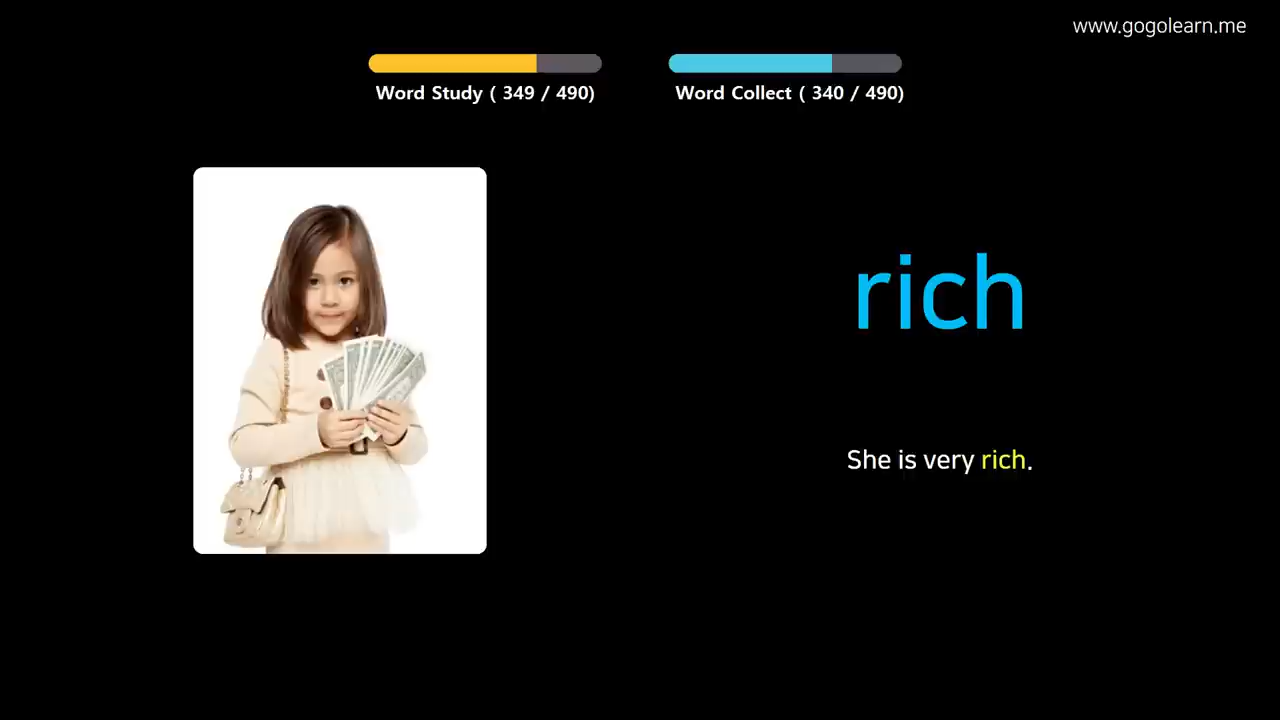 www.gogolearn.me
Word Study ( 349 / 490)
Word Collect ( 340 / 490)
rich
She is very rich.